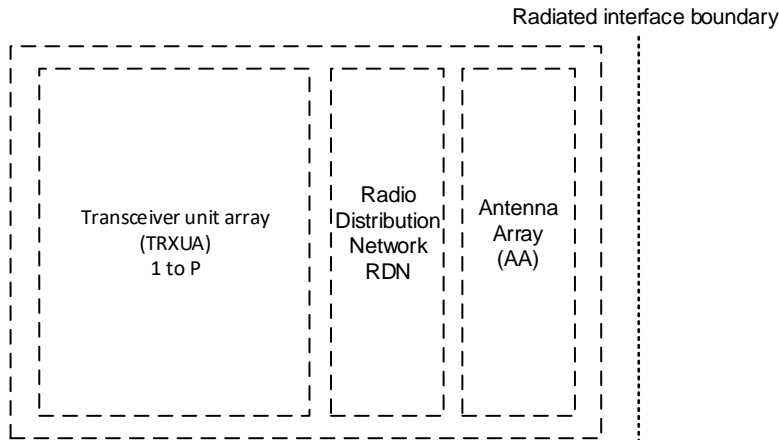 Radiated interface boundary
Transceiver unit array
(TRXUA)
1 to P
Radio
Distribution
Network
RDN
Antenna
Array
(AA)